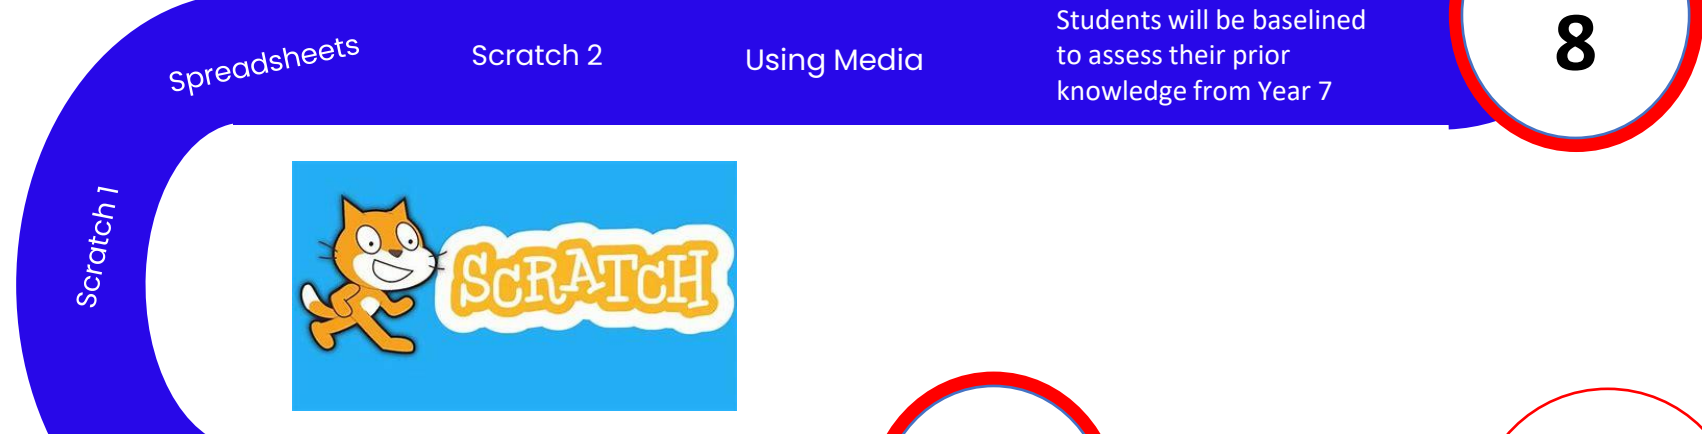 Spreadsheets
Scratch 2
Using Media
Students will be baselined
to assess their prior
knowledge from Year 7
8
Scratch 1
SCRATCH